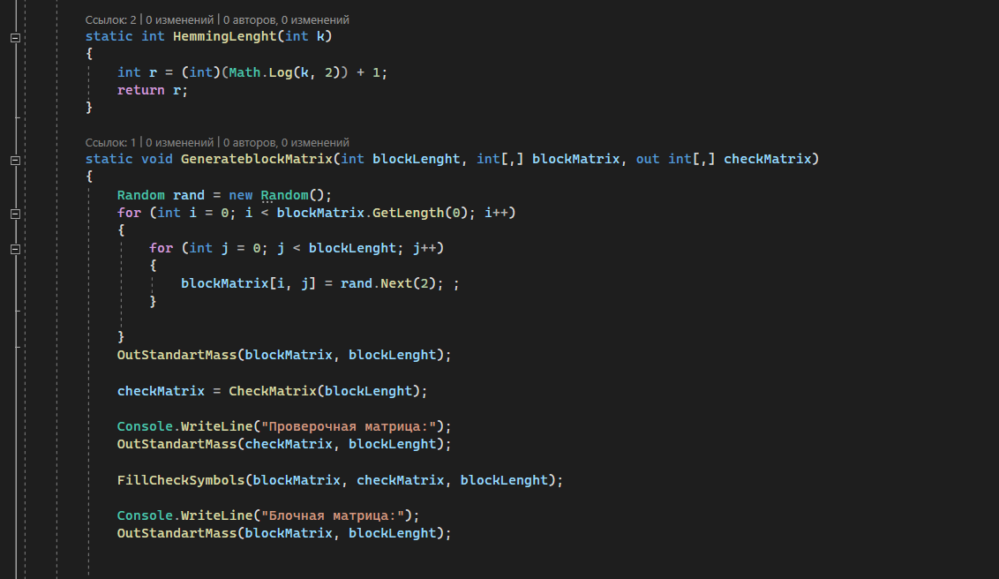 Ссылок: 2 | 0 изменений | 0 авторов, 0 изменений
static int HemmingLenght(int k)
{
int r = (int)(Math.Log(k, 2)) + 1;
return r;
}
Ссылок: 1 | 0 изменений | 0 авторов, 0 изменений
static void GenerateblockMatrix(int blockLenght, int[,] blockMatrix, out int[,] checkMatrix)
{
Random rand = new Random();
for (int i = 0; i < blockMatrix.GetLength(0); i++)
{
for (int j = 0; j < blockLenght; j++)
{
blockMatrix[i, j] = rand.Next(2); ;
}
}
OutStandartMass(blockMatrix, blockLenght);
checkMatrix = CheckMatrix(blockLenght);
Console.WriteLine("Проверочная матрица:");
OutStandartMass(checkMatrix, blockLenght);
FillCheckSymbols(blockMatrix, checkMatrix, blockLenght);
Console.WriteLine("Блочная матрица:");
OutStandartMass(blockMatrix, blockLenght);